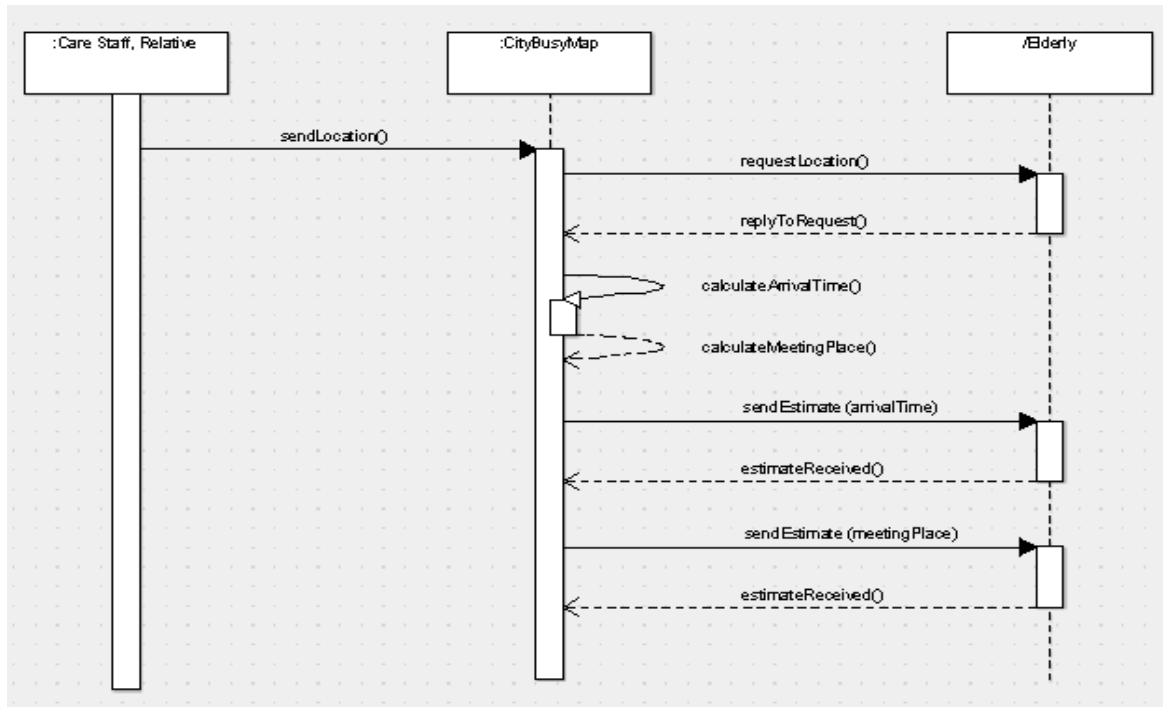 :Care Staff, Relative
:CityBusyMap
/Elderly
sendLocation()
requestLocation()
replyToRequest()
calculateArrivalTime()
calculateMeetingPlace()
sendEstimate (arrivalTime)
estimateReceived()
sendEstimate (meetingPlace)
estimateReceived()